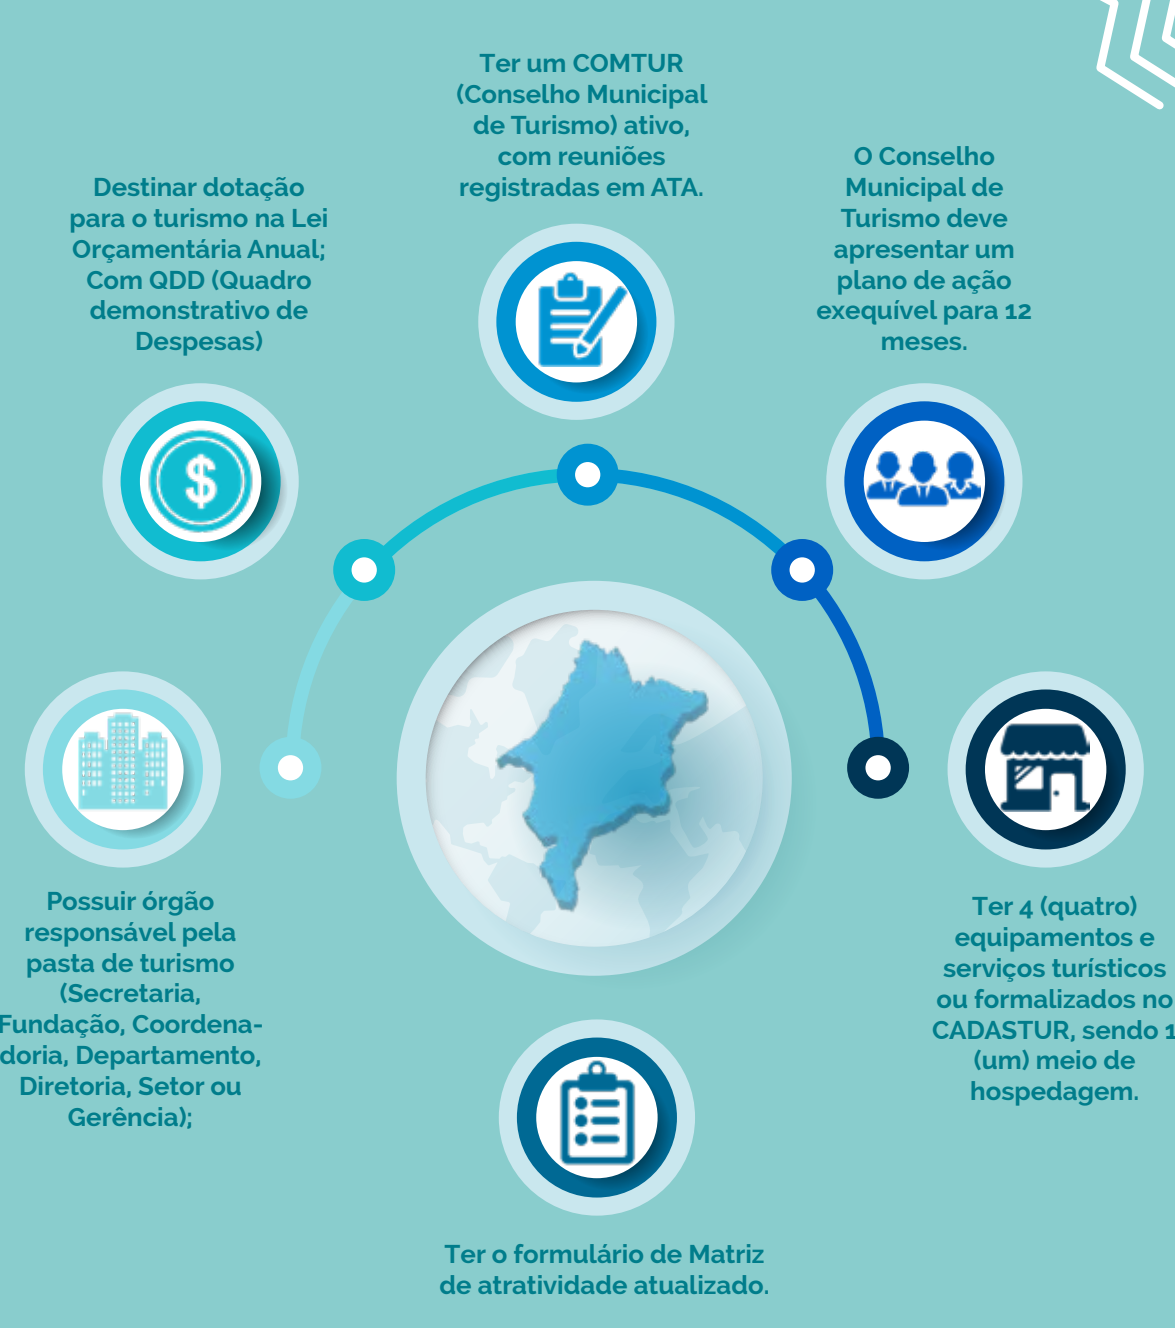 Ter um COMTUR
(Conselho Municipal
de Turismo) ativo,
com reuniões
registradas em ATA.
O Conselho
Municipal de
Turismo deve
apresentar um
plano de ação
exequível para 12
meses.
Destinar dotação
para o turismo na Lei
Orçamentária Anual;
Com QDD (Quadro
demonstrativo de
Despesas)
$
Possuir órgão
responsável pela
pasta de turismo
(Secretaria,
Fundação, Coordena-
doria, Departamento,
Diretoria, Setor ou
Gerência);
Ter 4 (quatro)
equipamentos e
serviços turísticos
ou formalizados no
CADASTUR, sendo 1
(um) meio de
hospedagem.
Ter o formulário de Matriz
de atratividade atualizado.